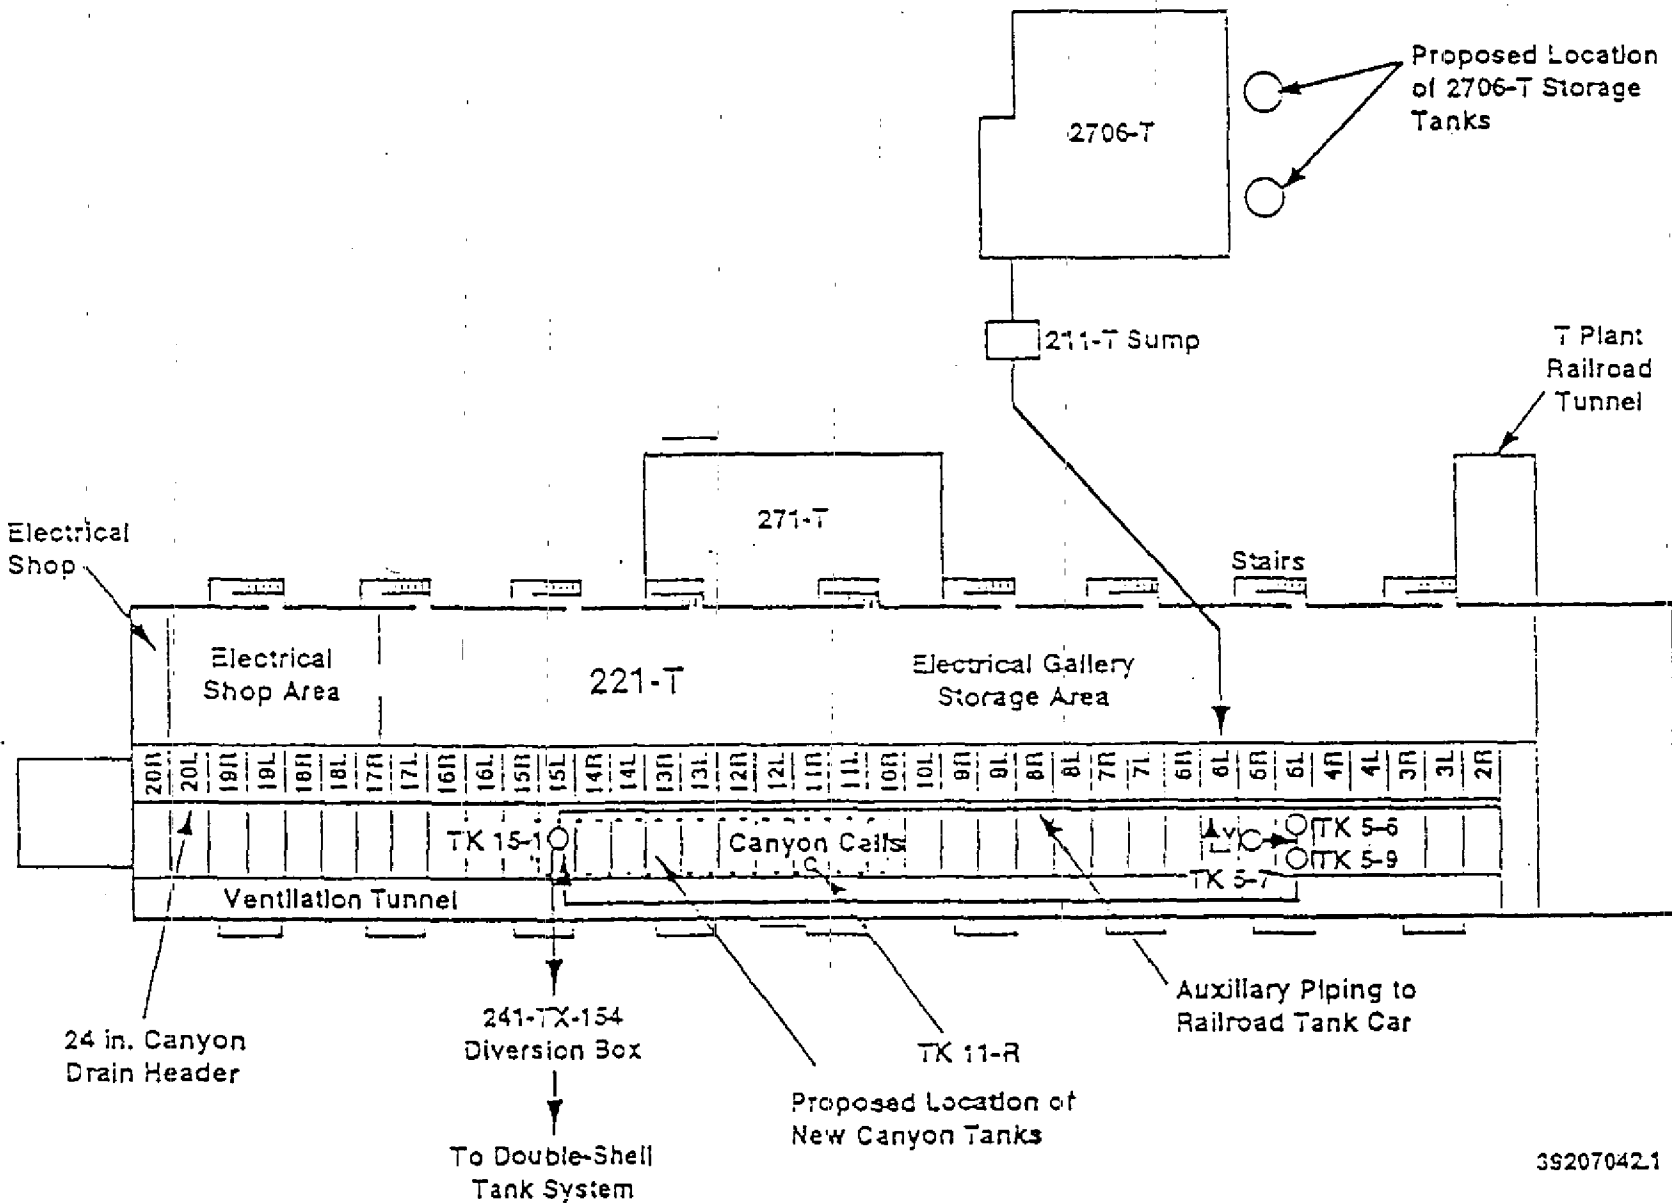 Proposed Location
of 2706-T Storage
Tanks
2706-T
211-T Sump
T Plant
Railroad
Tunnel
271-T
Electrical
Shop
Stairs
Electrical
Shop Area
221-T
Electrical Gallery
Storage Area
20R 20L 19R 19L 18R 18L 17R 17L 16R 16L 15R 15L 14R 14L 13R 13L 12R 12L 11R 11L 10R 10L 9R 9L 8R 8L 7R 7L 6R 6L 5R 5L 4R 4L 3R 3L 2R
TK 15-1
Canyon Cells
TK 5-6
TK 5-9
TK 5-7
Ventilation Tunnel
24 in. Canyon
Drain Header
241-TX-154
Diversion Box
To Double-Shell
Tank System
TK 11-R
Proposed Location of
New Canyon Tanks
Auxiliary Piping to
Railroad Tank Car
39207042.1